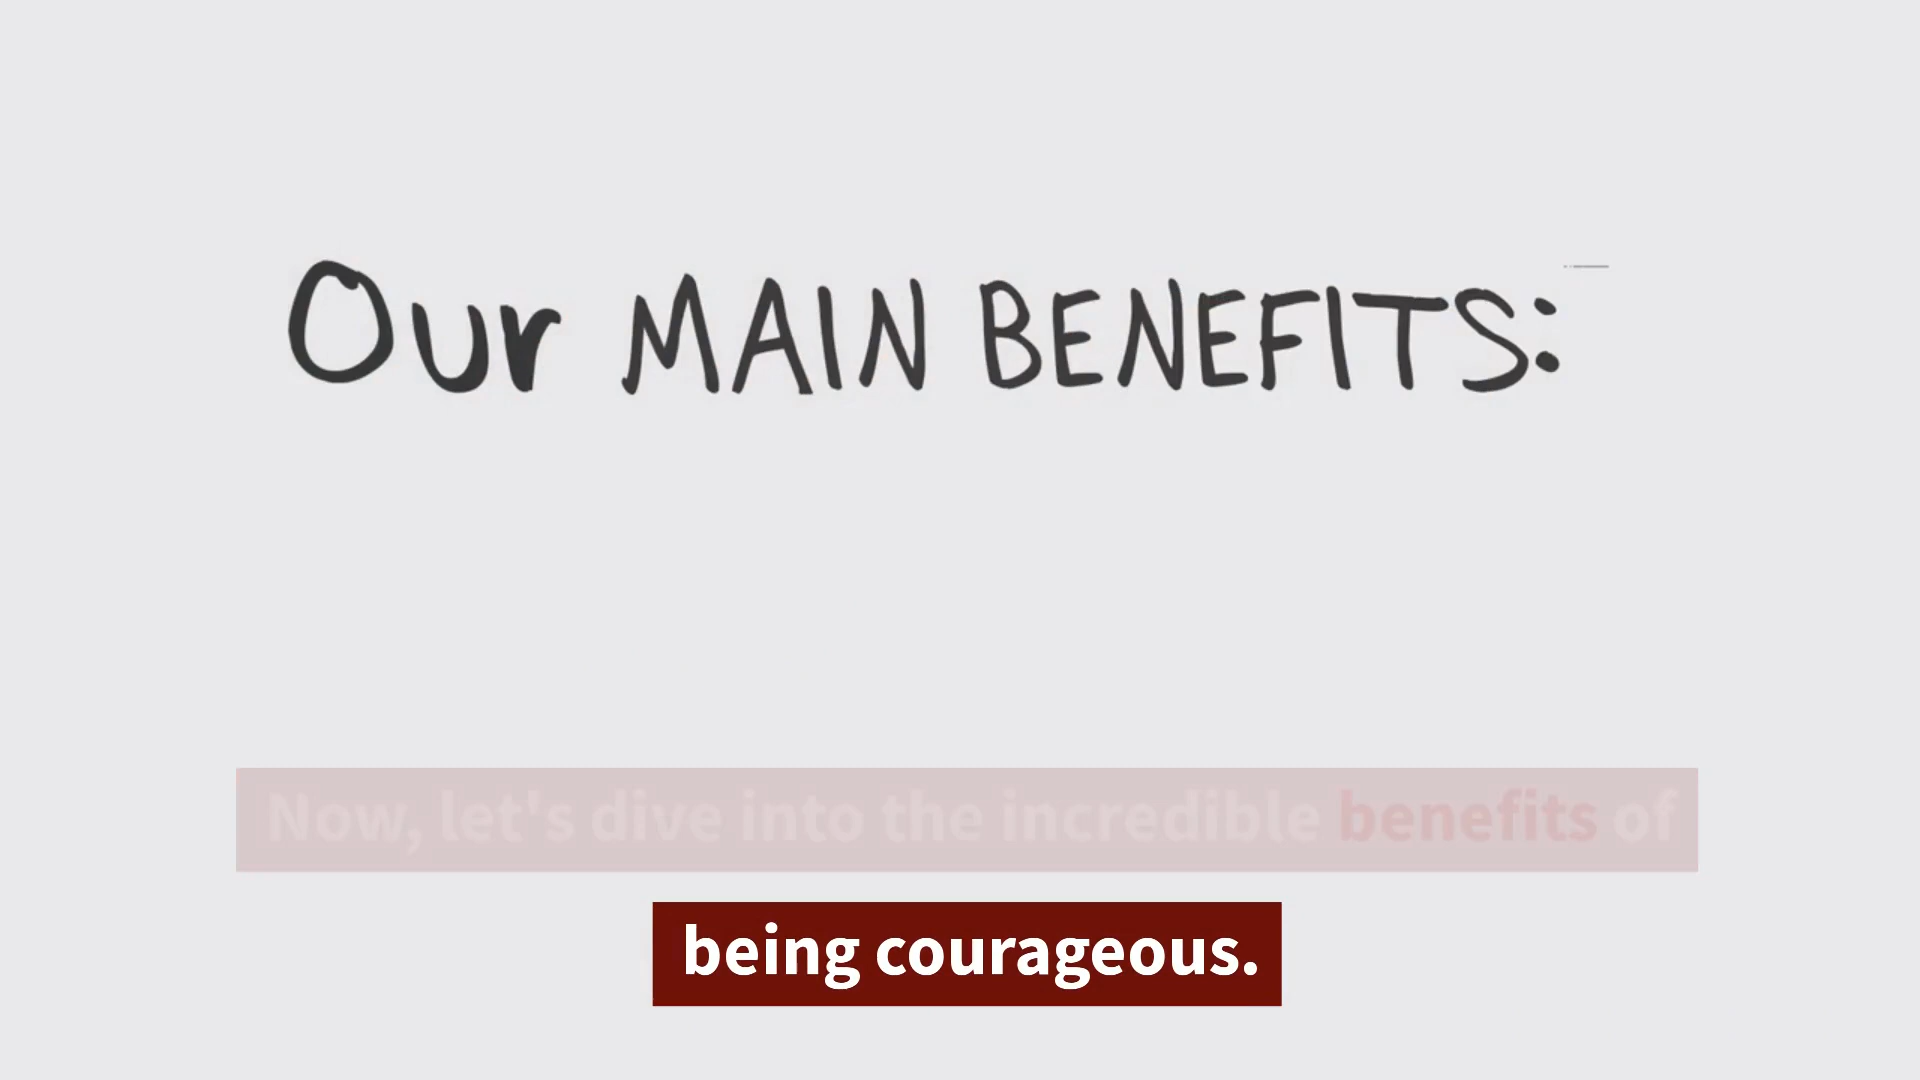 Our MAIN BENEFITS:
Now, let's dive into the incredible benefits of
being courageous.